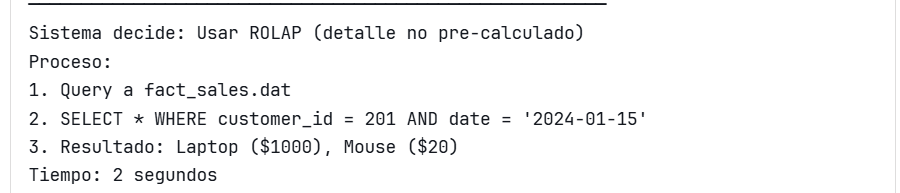 Sistema decide: Usar ROLAP (detalle no pre-calculado)
Proceso:
1. Query a fact_sales.dat
2. SELECT * WHERE customer_id = 201 AND date = '2024-01-15'
3. Resultado: Laptop ($1000), Mouse ($20)
Tiempo: 2 segundos